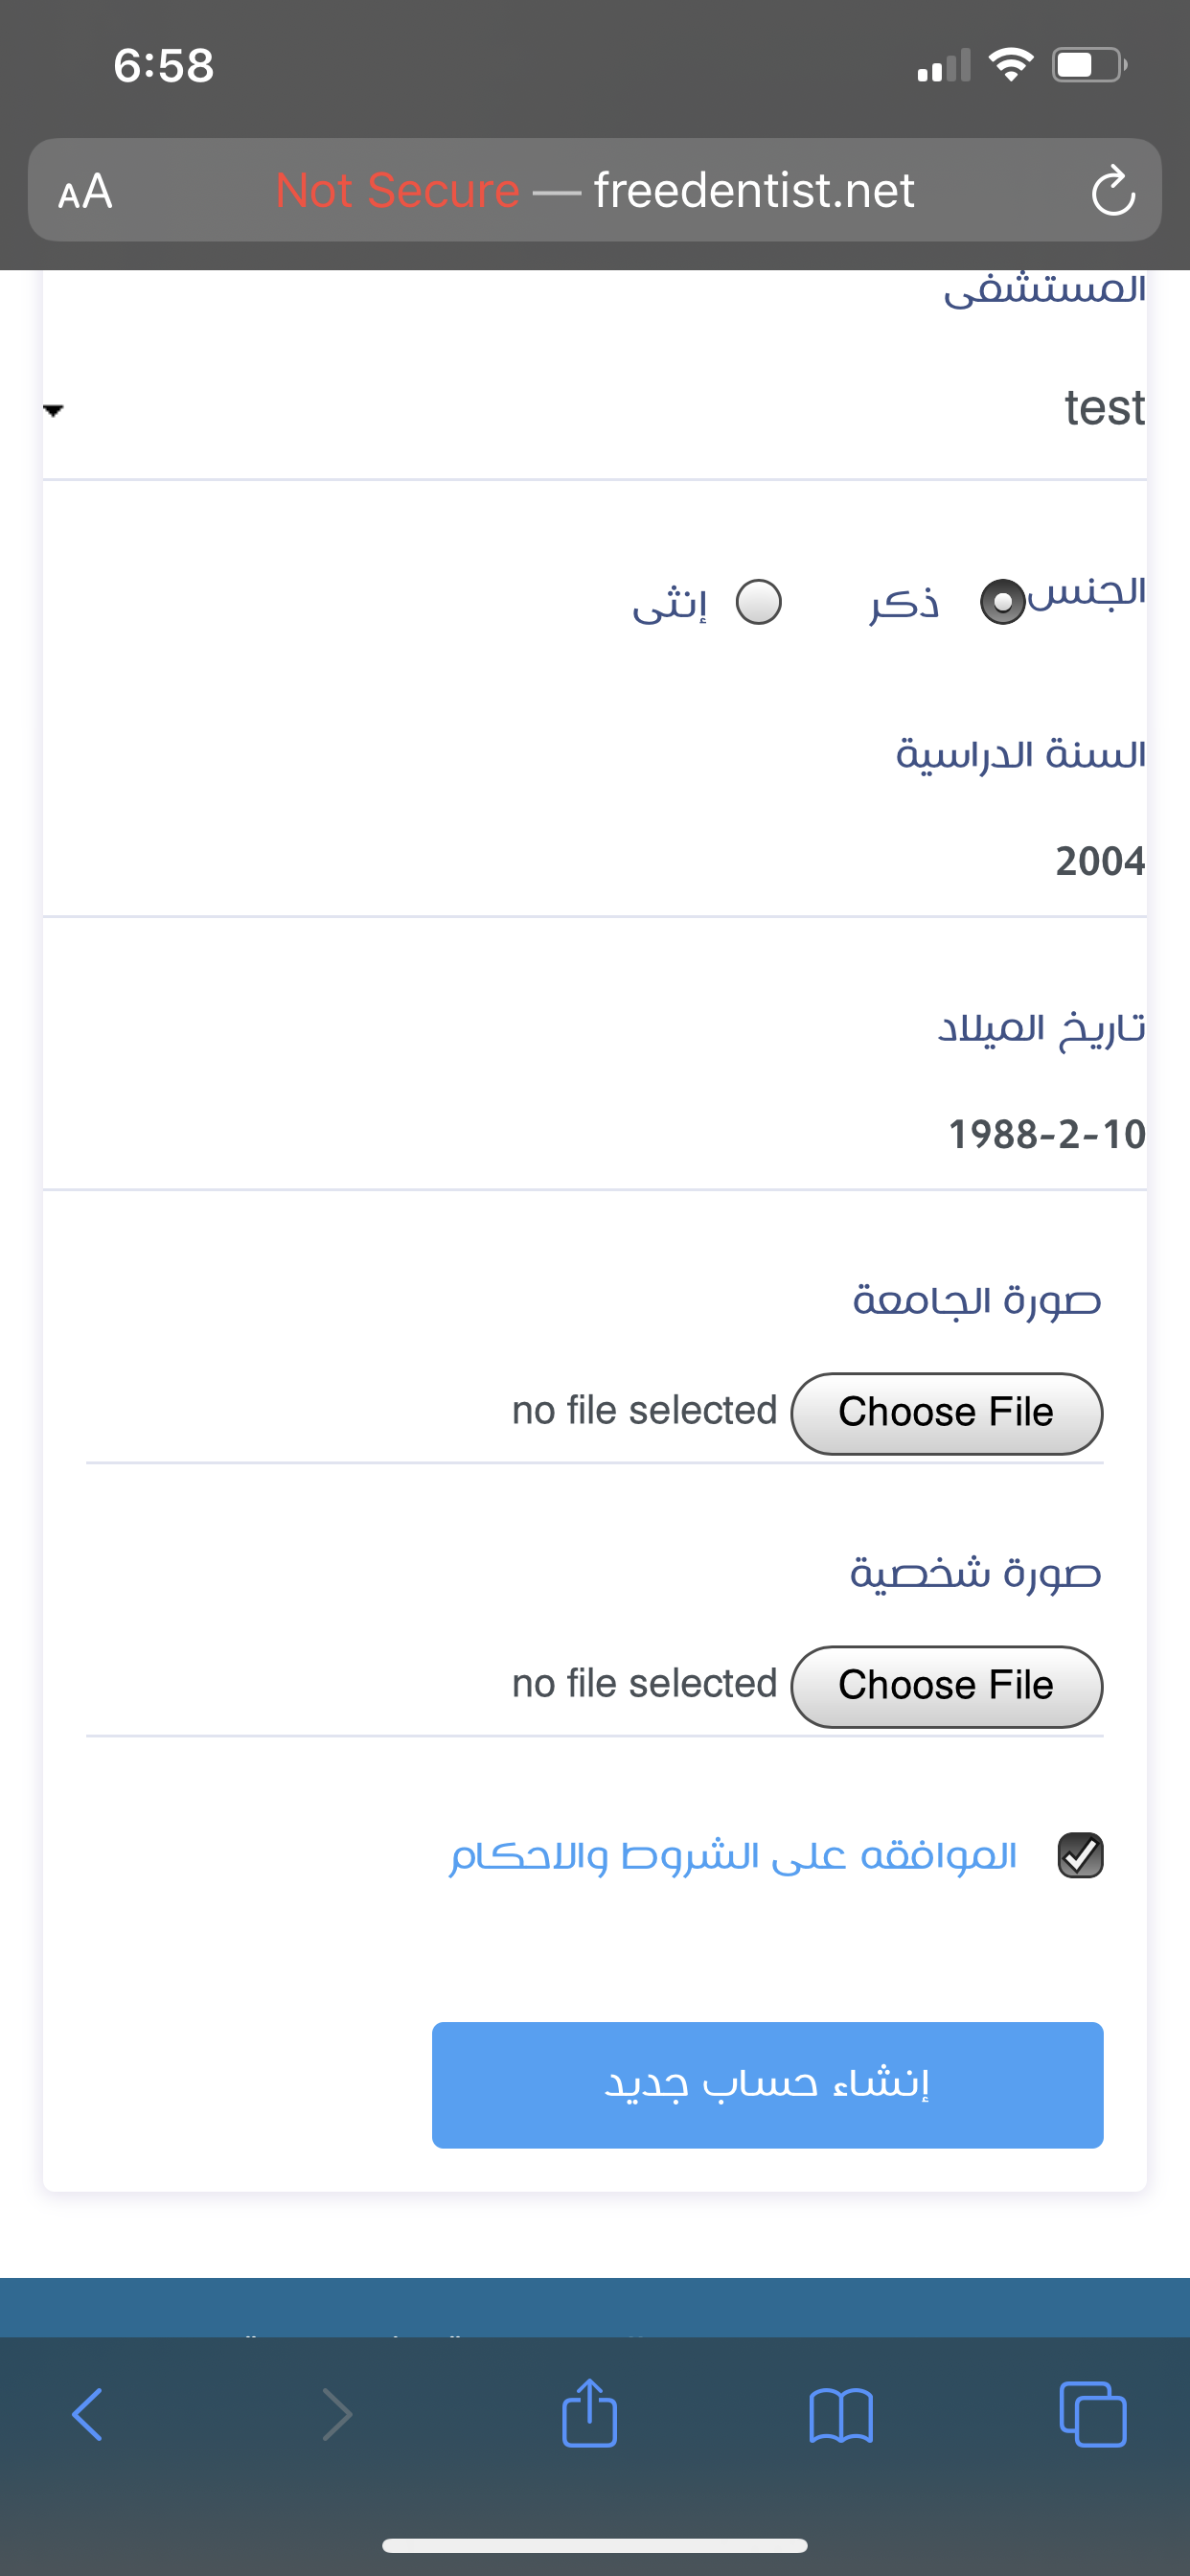 6:58
AA Not Secure — freedentist.net
المستشفى
test
الجنس ذكر إنثى
السنة الدراسية
2004
تاريخ الميلاد
1988-2-10
صورة الجامعة
Choose File no file selected
صورة شخصية
Choose File no file selected
الموافقه على الشروط والاحكام
إنشاء حساب جديد